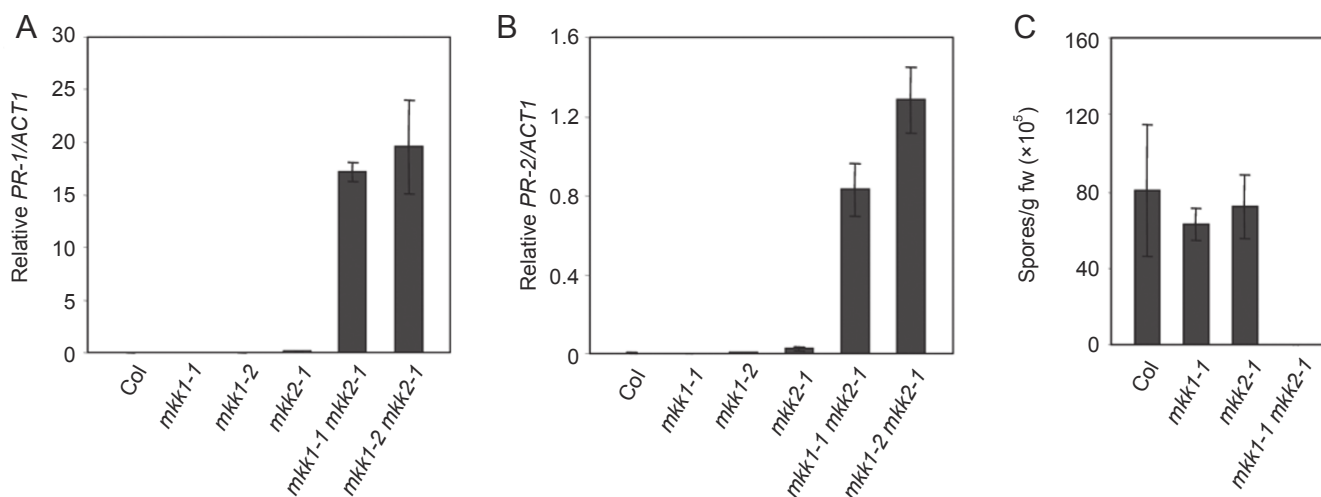 A
Relative PR-1/ACT1
30
25
20
15
10
5
0
Col
mkk1-1
mkk1-2
mkk2-1
mkk1-1 mkk2-1
mkk1-2 mkk2-1
B
Relative PR-2/ACT1
1.6
1.2
0.8
0.4
0
Col
mkk1-1
mkk1-2
mkk2-1
mkk1-1 mkk2-1
mkk1-2 mkk2-1
C
Spores/g fw (×10⁵)
160
120
80
40
0
Col
mkk1-1
mkk2-1
mkk1-1 mkk2-1